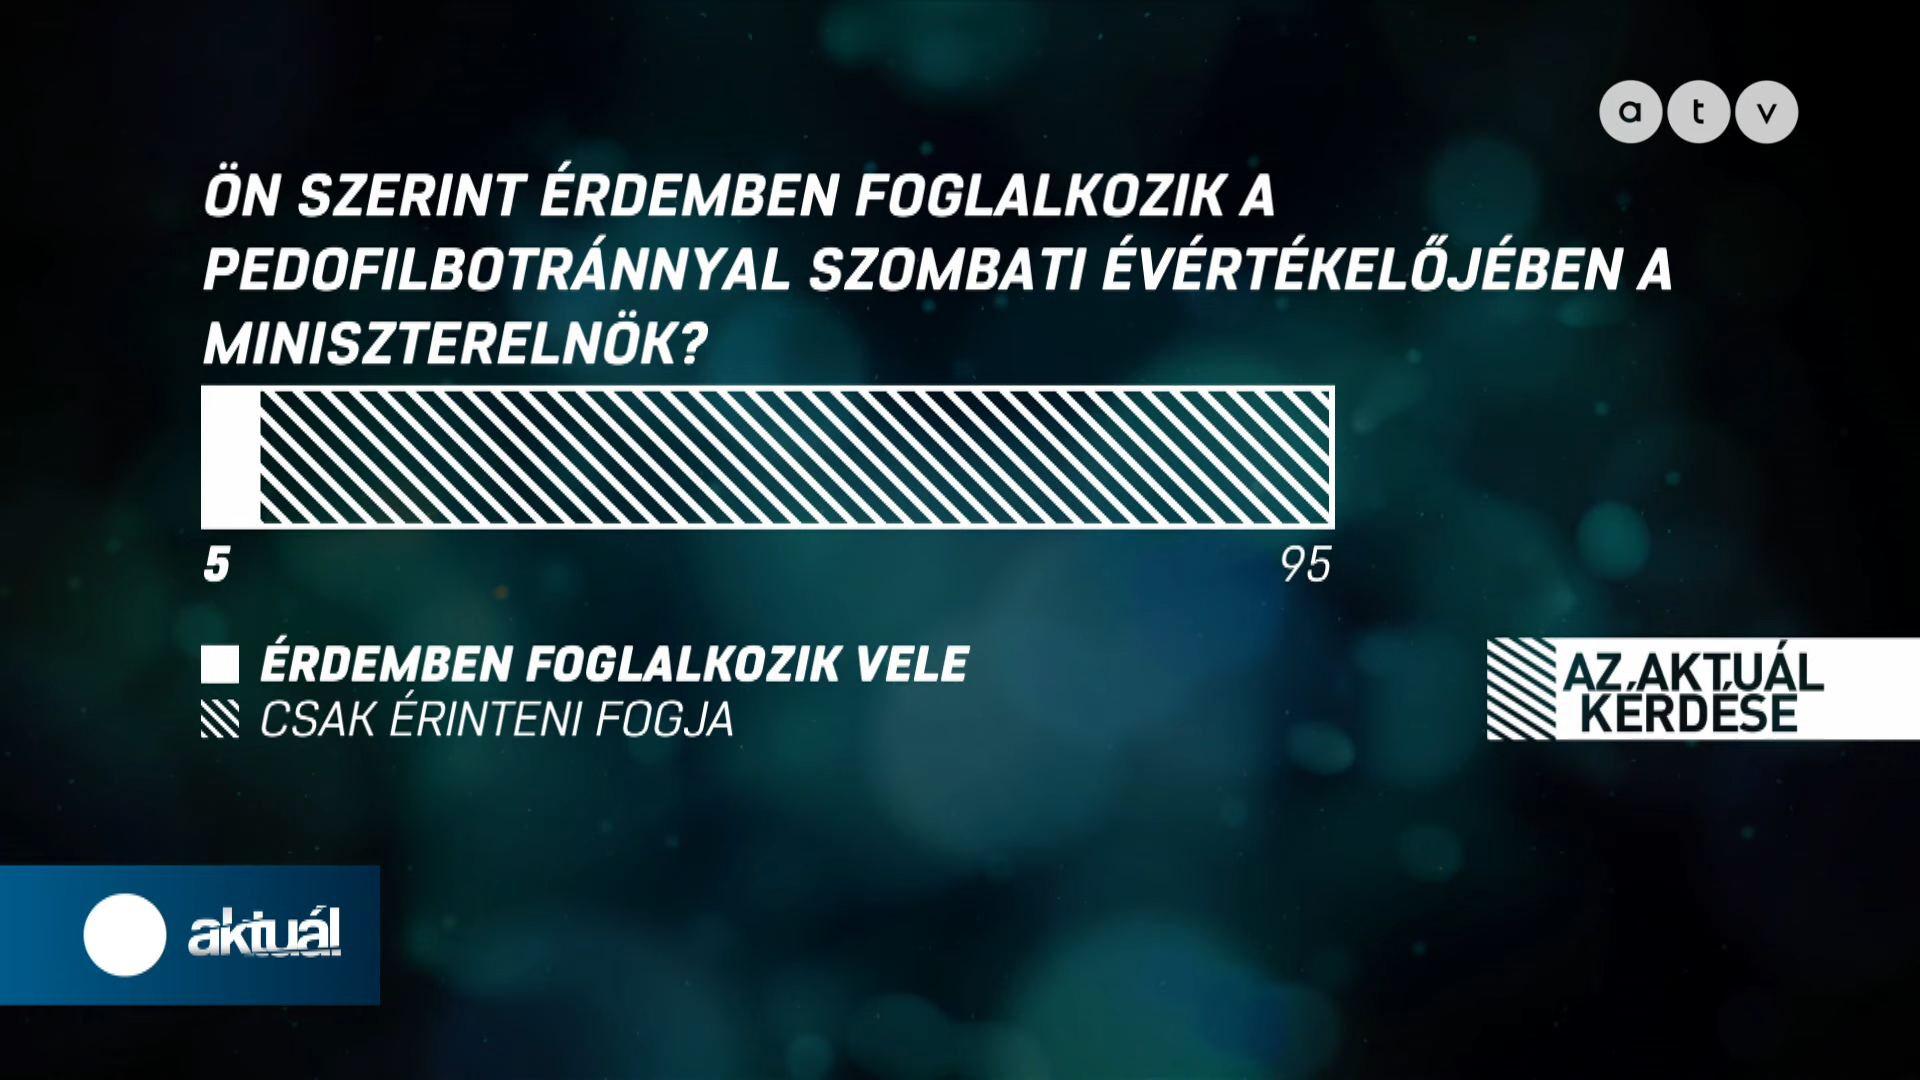 a t v
ÖN SZERINT ÉRDEMBEN FOGLALKOZIK A
PEDOFILBOTRÁNNYAL SZOMBATI ÉVÉRTÉKELŐJÉBEN A
MINISZTERELNÖK?
5
95
ÉRDEMBEN FOGLALKOZIK VELE
CSAK ÉRINTENI FOGJA
AZ AKTUÁL
KÉRDÉSE
aktuál